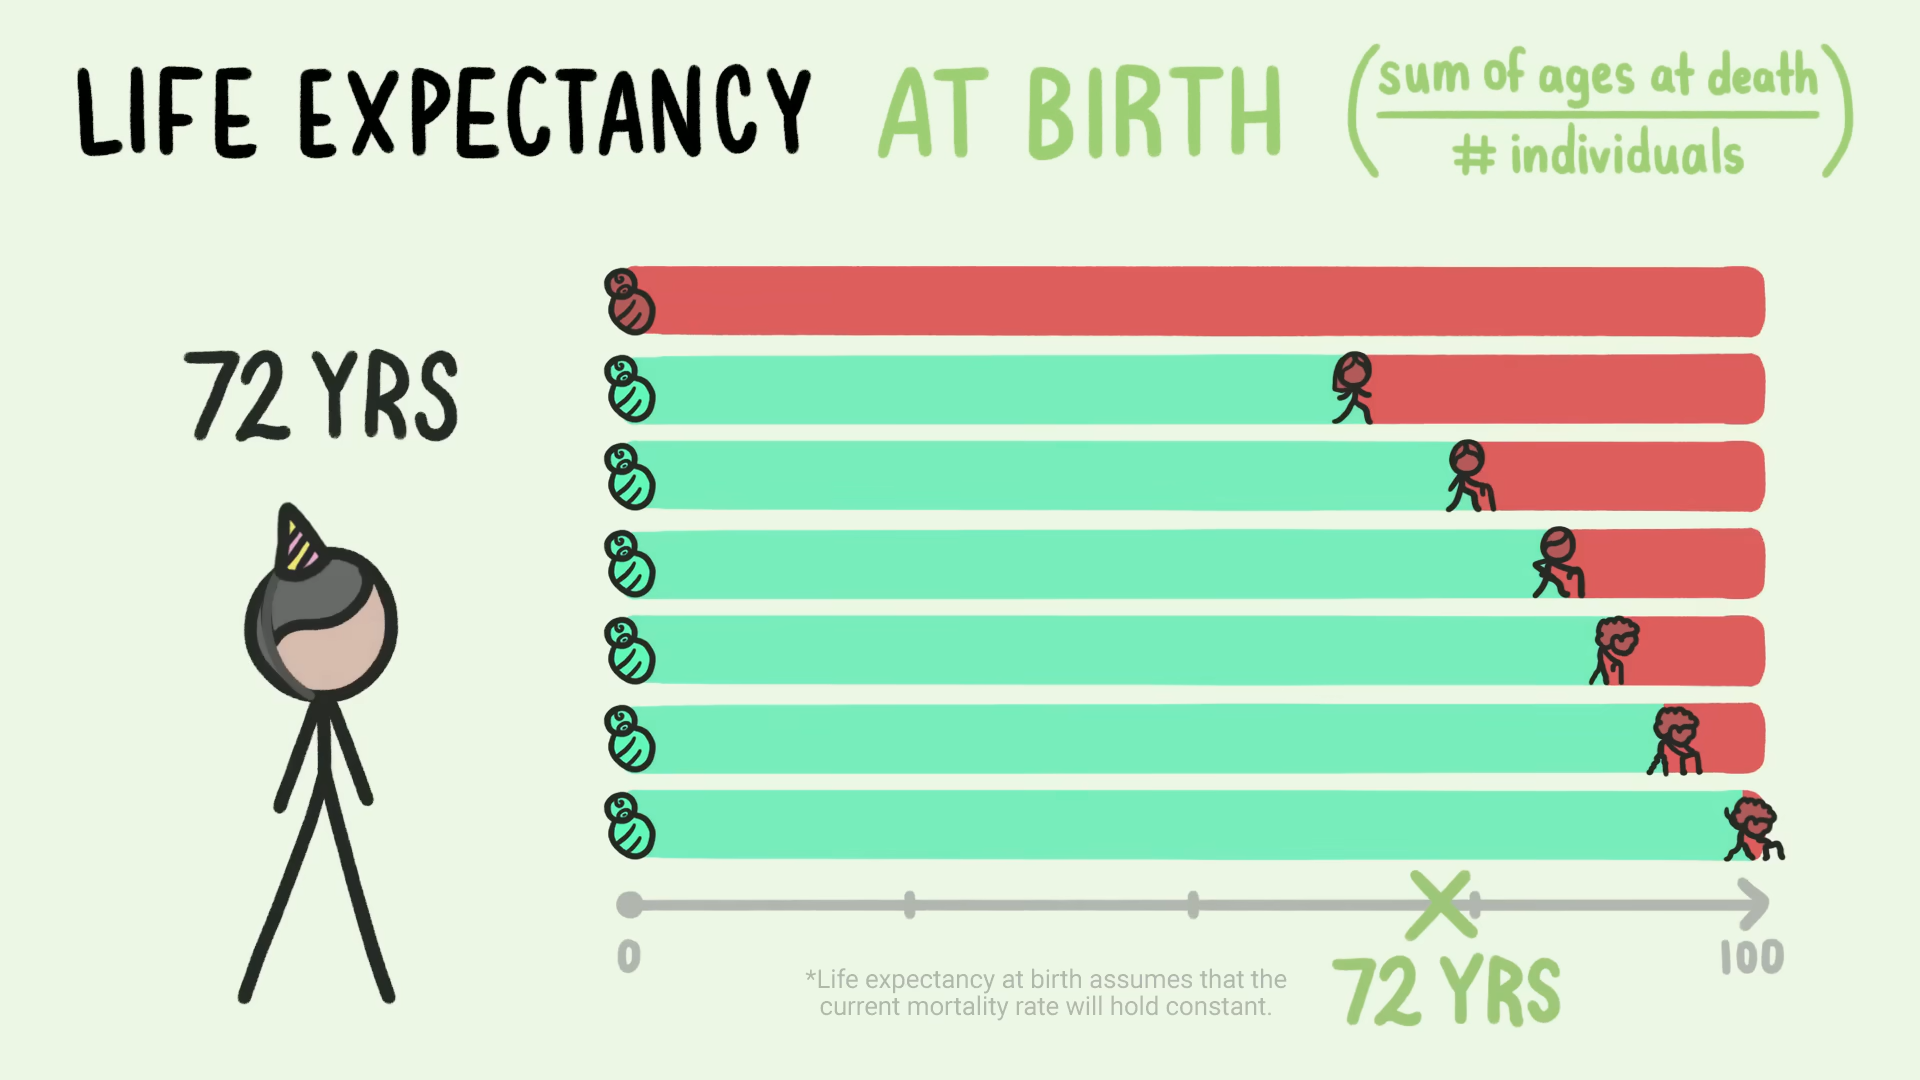 LIFE EXPECTANCY AT BIRTH (sum of ages at death
# individuals)
72 YRS
0
100
72 YRS
*Life expectancy at birth assumes that the
current mortality rate will hold constant.